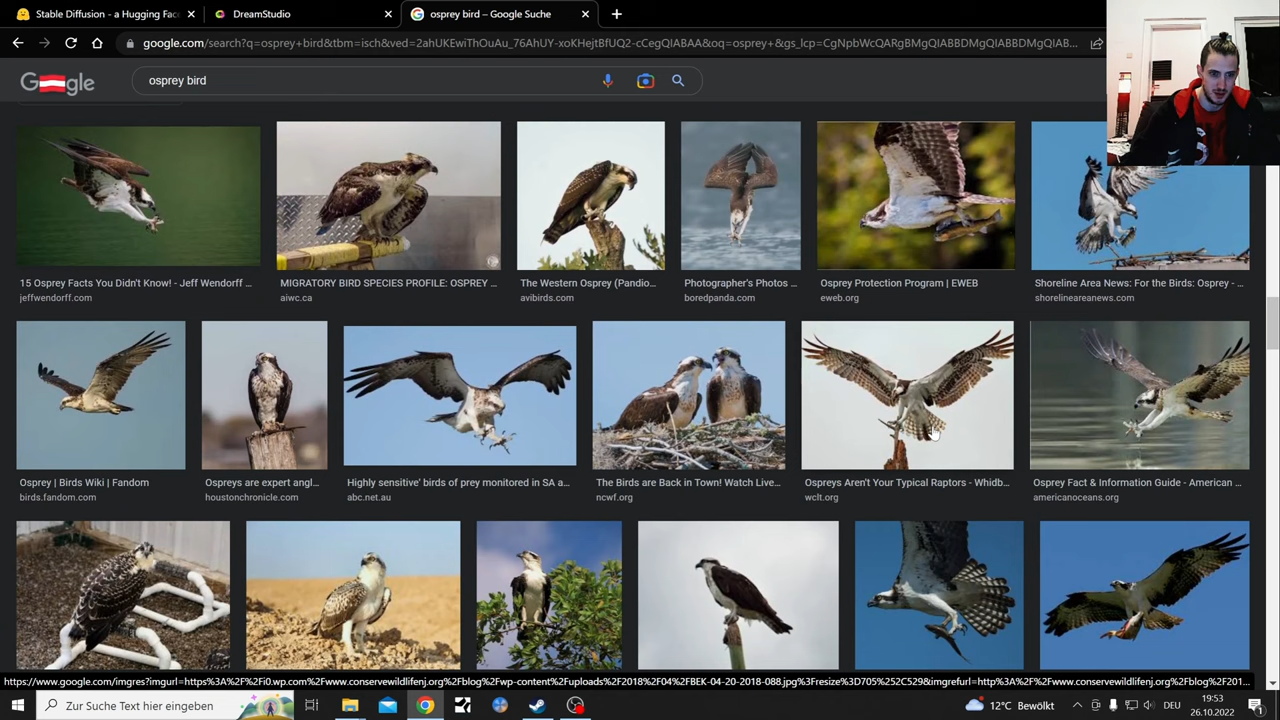 Stable Diffusion - a Hugging Fac
DreamStudio
osprey bird – Google Suche
google.com/search?q=osprey+bird&tbm=isch&ved=2ahUKEwiThOuAu_76AhUY-xoKHejtBfUQ2-cCegQIABAA&oq=osprey+&gs_lcp=CgNpbWcQARgBMgQIABBDMgQIABBDMgQIAB...
Google
osprey bird
15 Osprey Facts You Didn't Know! - Jeff Wendorff ...
jeffwendorff.com
MIGRATORY BIRD SPECIES PROFILE: OSPREY ...
aiwc.ca
The Western Osprey (Pandio...
avibirds.com
Photographer's Photos ...
boredpanda.com
Osprey Protection Program | EWEB
eweb.org
Shoreline Area News: For the Birds: Osprey - ...
shorelineareanews.com
Osprey | Birds Wiki | Fandom
birds.fandom.com
Ospreys are expert angl...
houstonchronicle.com
Highly sensitive' birds of prey monitored in SA a...
abc.net.au
The Birds are Back in Town! Watch Live...
ncwf.org
Ospreys Aren't Your Typical Raptors - Whidb...
wclt.org
Osprey Fact & Information Guide - American ...
americanoceans.org
https://www.google.com/imgres?imgurl=https%3A%2F%2Fi0.wp.com%2Fwww.conservewildlifenj.org%2Fblog%2Fwp-content%2Fuploads%2F2018%2F04%2FBEK-04-20-2018-088.jpg%3Fresize%3D705%252C529&imgrefurl=http%3A%2F%2Fwww.conservewildlifenj.org%2Fblog%2F201...
Zur Suche Text hier eingeben
12°C Bewölkt
DEU
19:53
26.10.2022